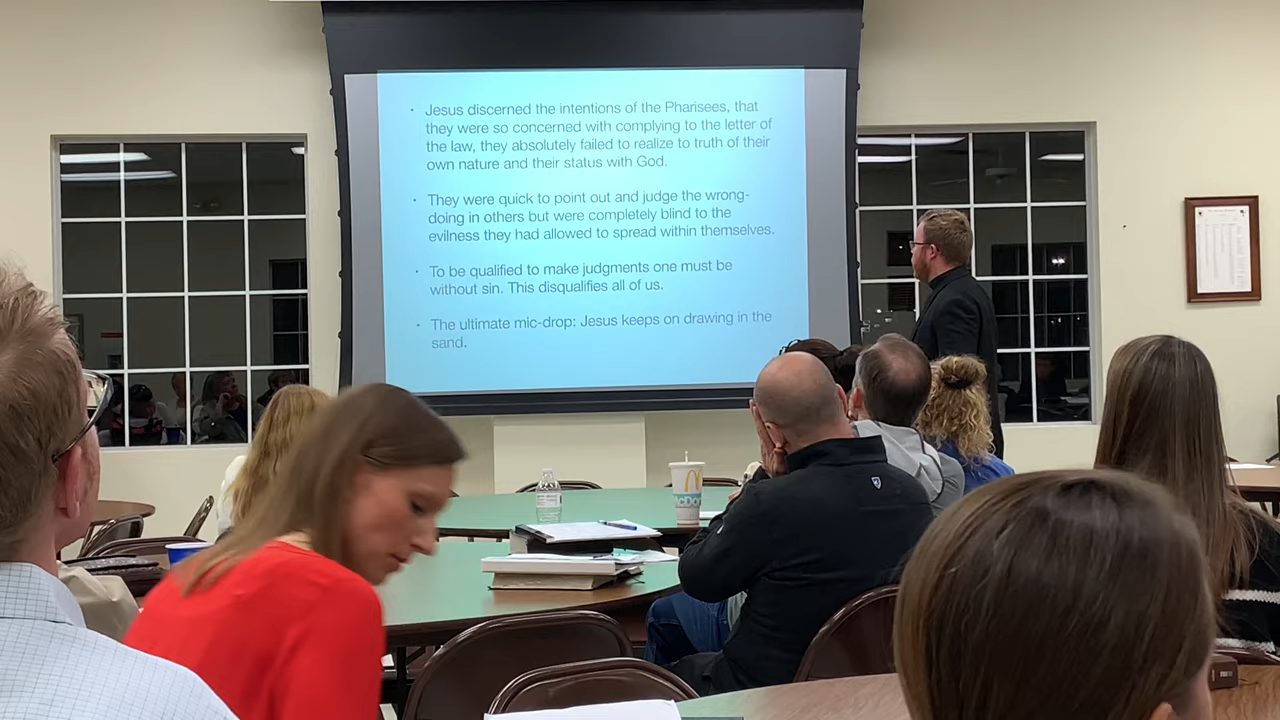 • Jesus discerned the intentions of the Pharisees, that
they were so concerned with complying to the letter of
the law, they absolutely failed to realize to truth of their
own nature and their status with God.
• They were quick to point out and judge the wrong-
doing in others but were completely blind to the
evilness they had allowed to spread within themselves.
• To be qualified to make judgments one must be
without sin. This disqualifies all of us.
• The ultimate mic-drop: Jesus keeps on drawing in the
sand.